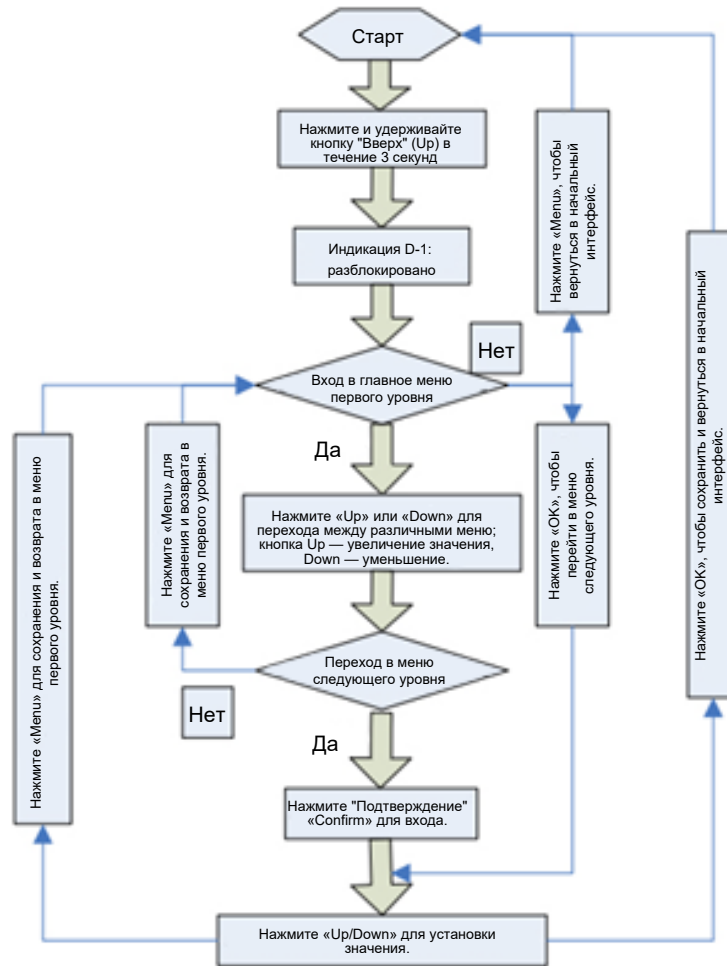 Старт
Нажмите и удерживайте
кнопку "Вверх" (Up) в
течение 3 секунд
Индикация D-1:
разблокировано
Нажмите «Menu», чтобы
вернуться в начальный
интерфейс.
Нет
Вход в главное меню
первого уровня
Да
Нажмите «Menu» для сохранения и возврата в меню
первого уровня.
Нажмите «Menu» для
сохранения и возврата в
меню первого уровня.
Нажмите «Up» или «Down» для
перехода между различными меню;
кнопка Up — увеличение значения,
Down — уменьшение.
Нажмите «OK», чтобы
перейти в меню
следующего уровня.
Нажмите «OK», чтобы сохранить и вернуться в начальный
интерфейс.
Переход в меню
следующего уровня
Нет
Да
Нажмите "Подтверждение"
«Confirm» для входа.
Нажмите «Up/Down» для установки
значения.